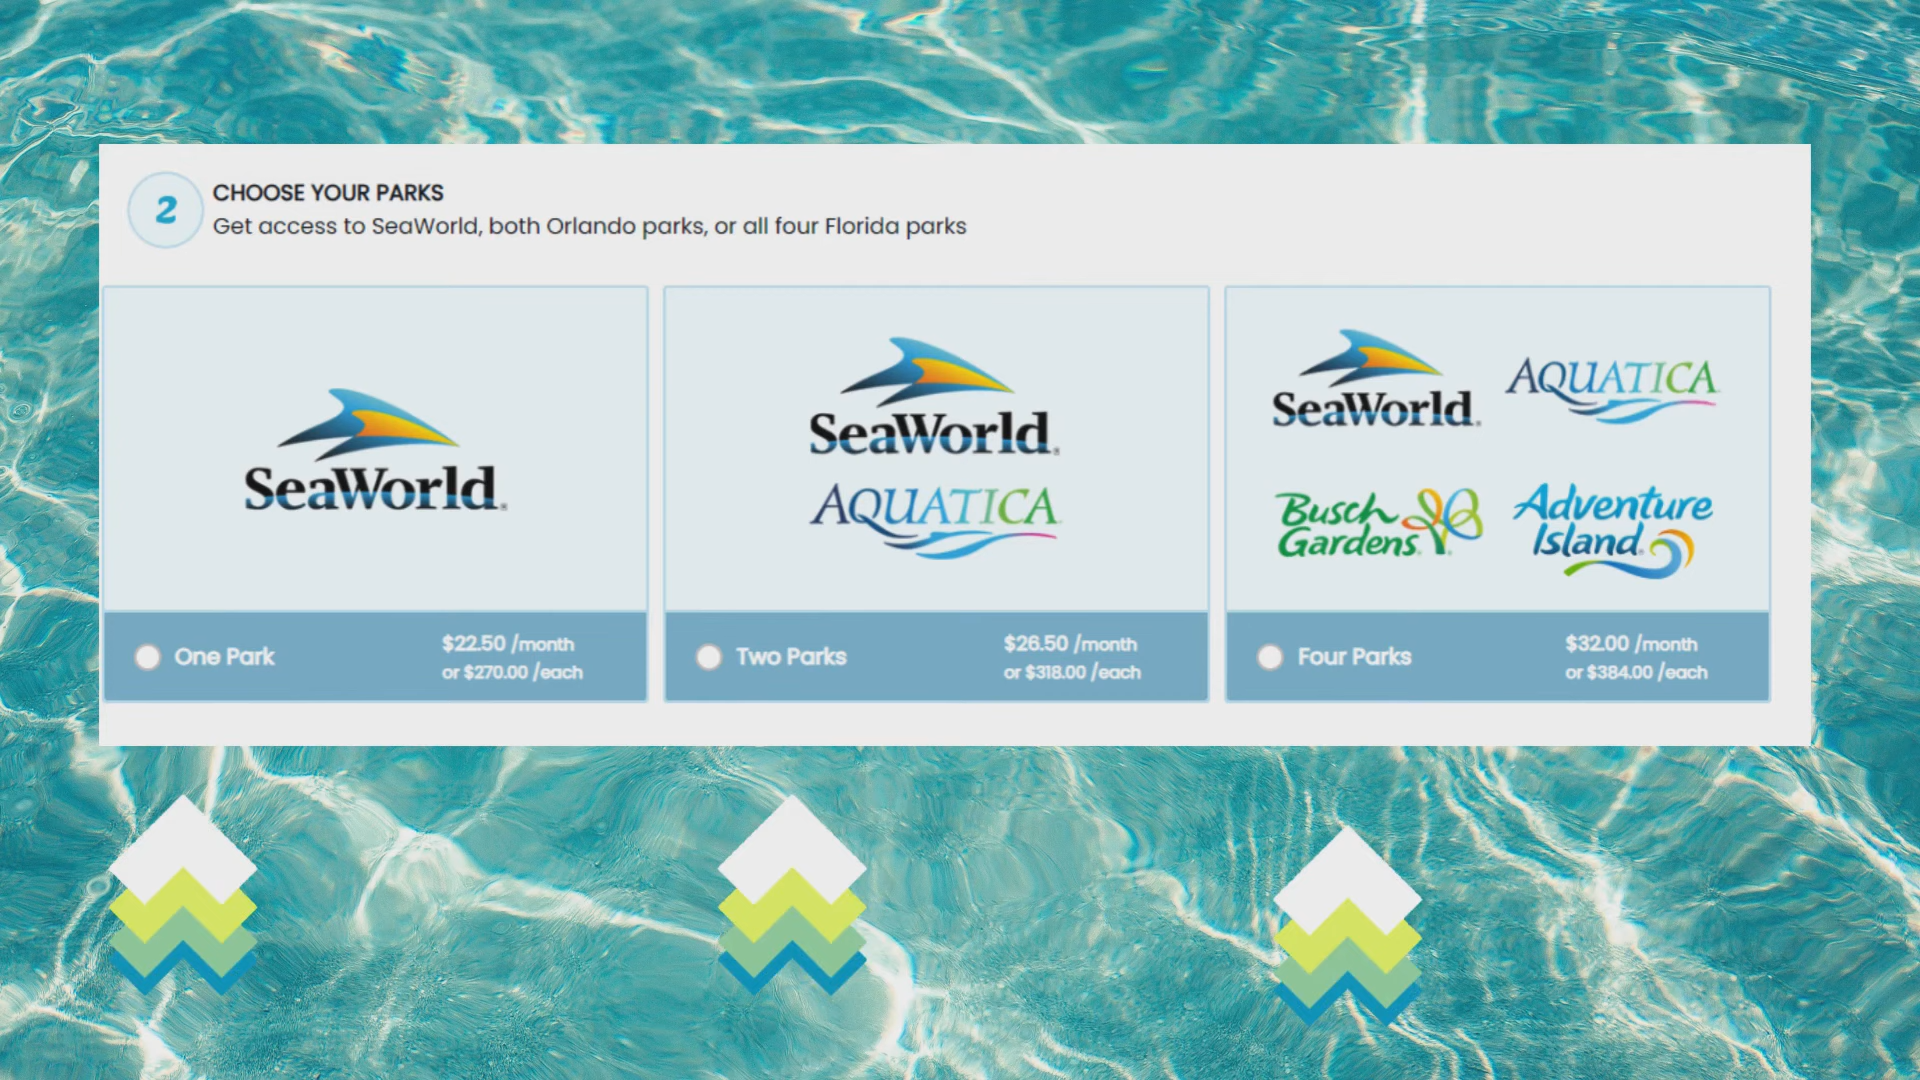 2
CHOOSE YOUR PARKS
Get access to SeaWorld, both Orlando parks, or all four Florida parks
SeaWorld®
SeaWorld®
AQUATICA
SeaWorld®
AQUATICA
Busch
Gardens®
Adventure
Island®
One Park
$22.50 /month
or $270.00 /each
Two Parks
$26.50 /month
or $318.00 /each
Four Parks
$32.00 /month
or $384.00 /each